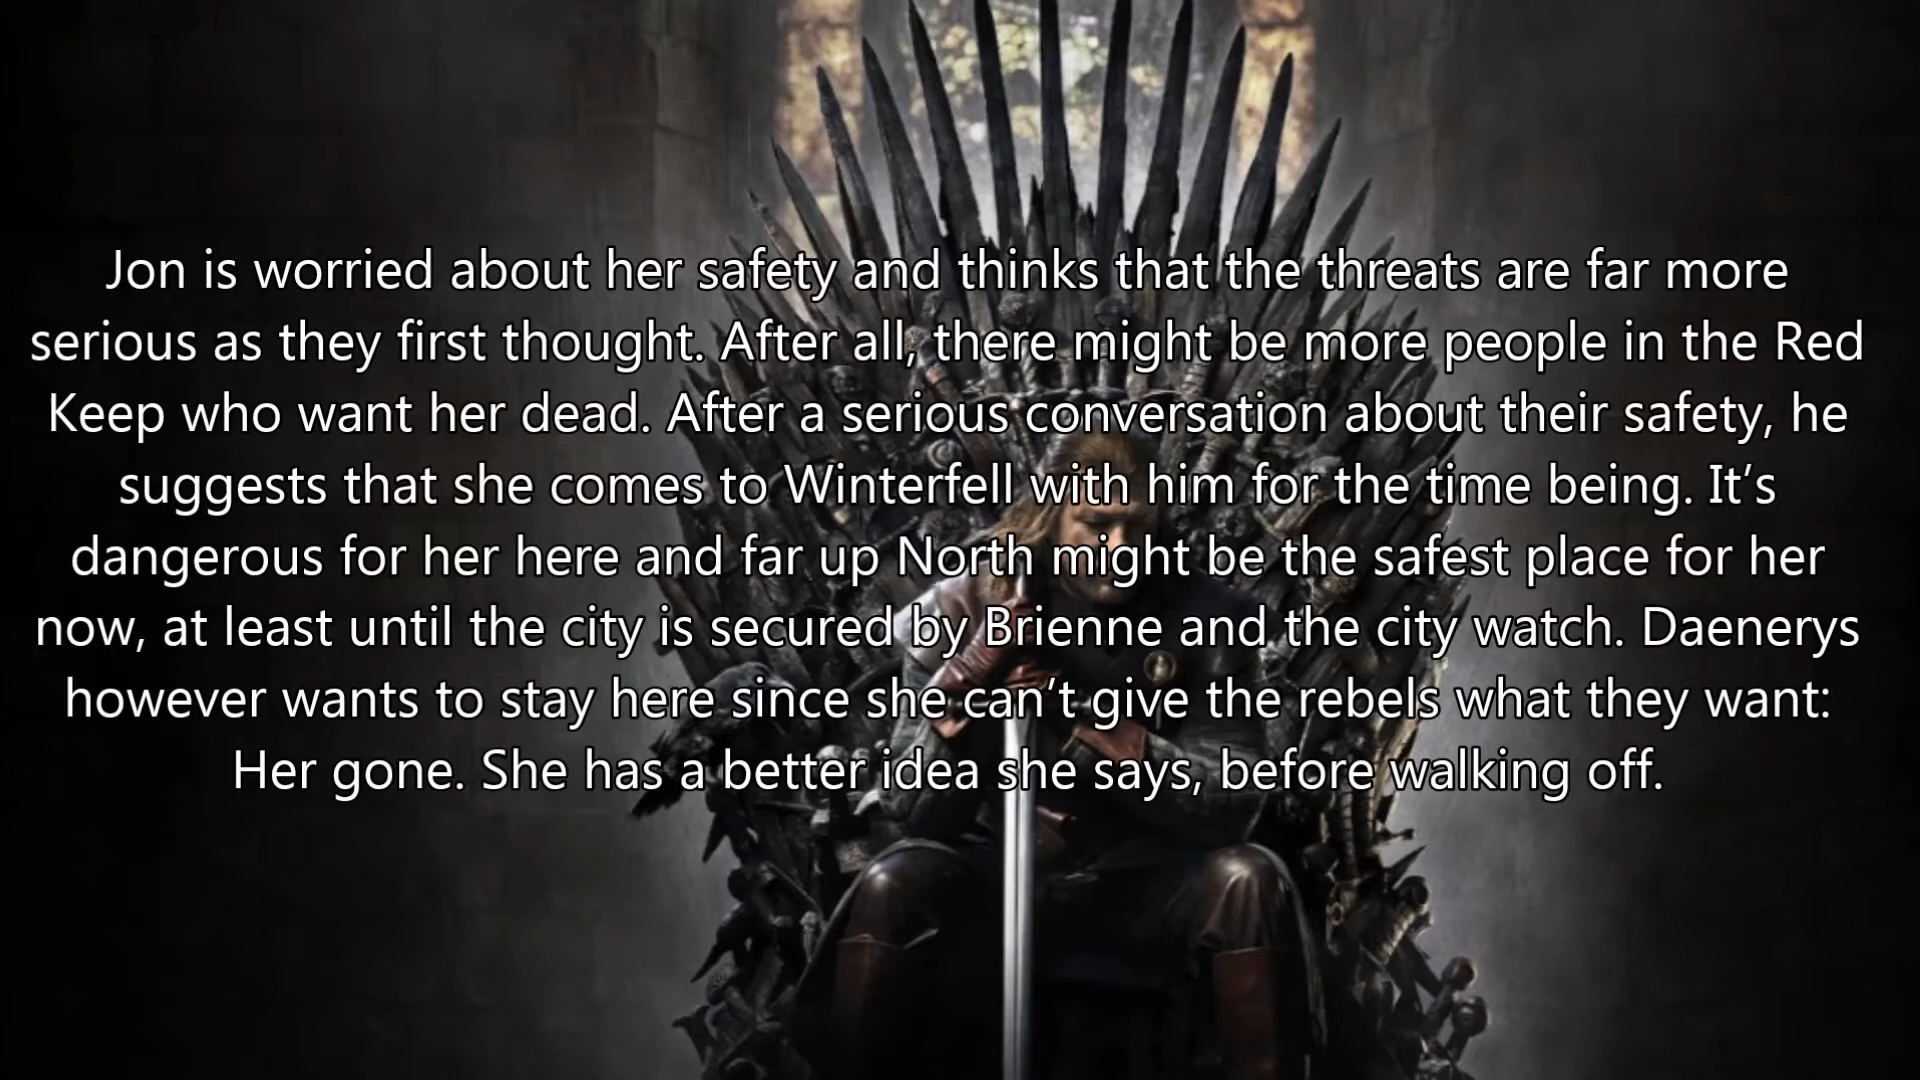 Jon is worried about her safety and thinks that the threats are far more
serious as they first thought. After all, there might be more people in the Red
Keep who want her dead. After a serious conversation about their safety, he
suggests that she comes to Winterfell with him for the time being. It’s
dangerous for her here and far up North might be the safest place for her
now, at least until the city is secured by Brienne and the city watch. Daenerys
however wants to stay here since she can’t give the rebels what they want:
Her gone. She has a better idea she says, before walking off.